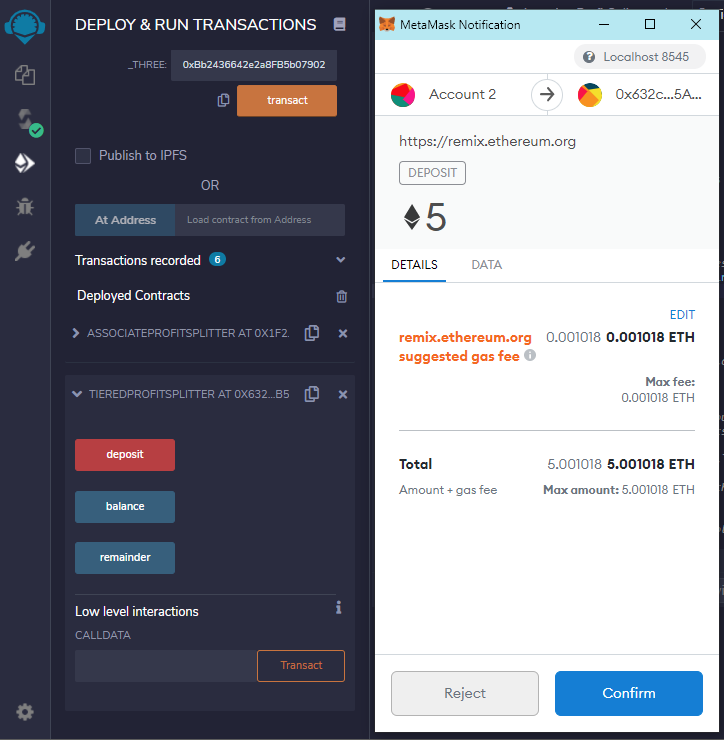 DEPLOY & RUN TRANSACTIONS
_THREE:
0xBb2436642e2a8FB5b07902
transact
Publish to IPFS
OR
At Address
Load contract from Address
Transactions recorded
6
Deployed Contracts
ASSOCIATEPROFITSPLITTER AT 0X1F2.
TIEREDPROFITSPLITTER AT 0X632...B5
deposit
balance
remainder
Low level interactions
CALLDATA
Transact
MetaMask Notification
Localhost 8545
Account 2
0x632c...5A...
https://remix.ethereum.org
DEPOSIT
5
DETAILS
DATA
EDIT
remix.ethereum.org 0.001018 0.001018 ETH
suggested gas fee
Max fee:
0.001018 ETH
Total 5.001018 5.001018 ETH
Amount + gas fee Max amount: 5.001018 ETH
Reject
Confirm